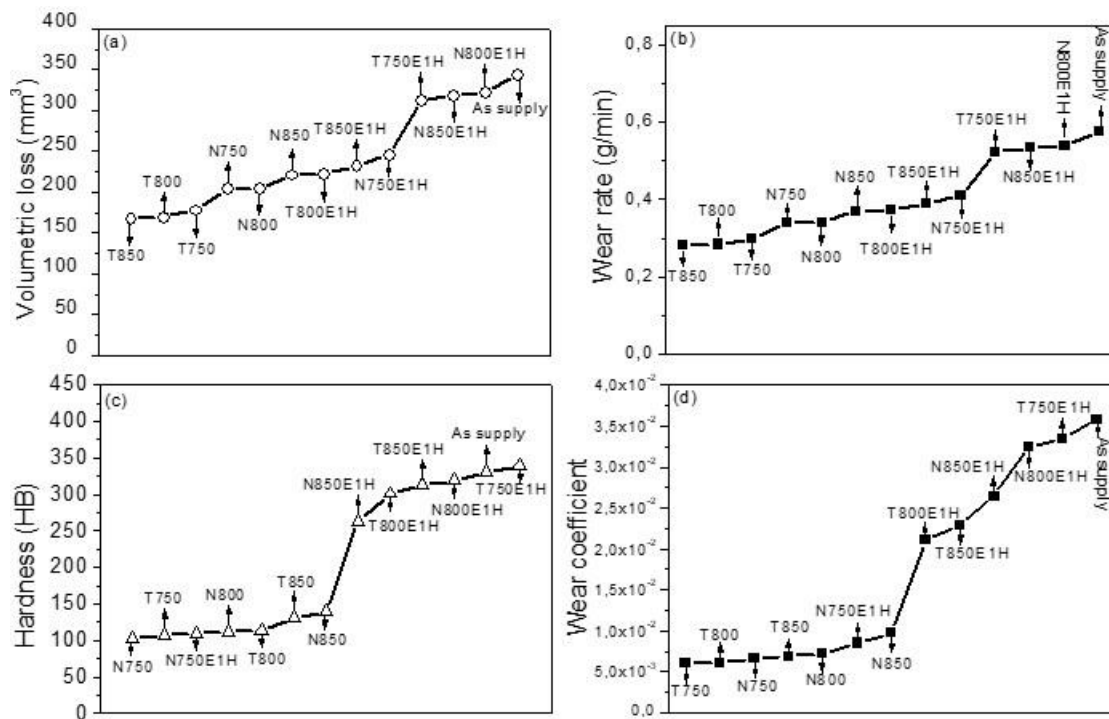 (a)
Volumetric loss (mm³)
400
350
300
250
200
150
100
50
0
T850
T800
T750
N750
N800
N850
T800E1H
T850E1H
N750E1H
T750E1H
N850E1H
N800E1H
As supply
(b)
Wear rate (g/min)
0,8
0,6
0,4
0,2
0,0
T850
T800
T750
N750
N800
N850
T800E1H
T850E1H
N750E1H
T750E1H
N850E1H
N800E1H
As supply
(c)
Hardness (HB)
450
400
350
300
250
200
150
100
50
0
N750
T750
N750E1H
N800
T800
T850
N850
N850E1H
T800E1H
T850E1H
N800E1H
As supply
T750E1H
(d)
Wear coefficient
4,0x10⁻²
3,5x10⁻²
3,0x10⁻²
2,5x10⁻²
2,0x10⁻²
1,5x10⁻²
1,0x10⁻²
5,0x10⁻³
0,0
T750
T800
N750
T850
N800
N750E1H
N850
T800E1H
T850E1H
N850E1H
N800E1H
T750E1H
As supply